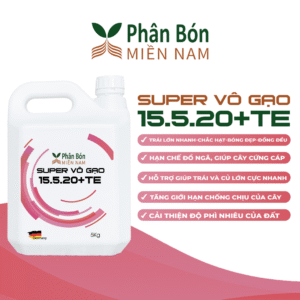 Phân Bón
MIỀN NAM
SUPER VÔ GẠO
15.5.20+TE
TRÁI LỚN NHANH CHẮC HẠT BÓNG ĐẸP ĐỒNG ĐỀU
HẠN CHẾ ĐỔ NGÃ, GIÚP CÂY CỨNG CÁP
HỖ TRỢ GIÚP TRÁI VÀ CỦ LỚN CỰC NHANH
TĂNG GIỚI HẠN CHỐNG CHỊU CỦA CÂY
CẢI THIỆN ĐỘ PHÌ NHIÊU CỦA ĐẤT
Phân Bón
MIỀN NAM
SUPER VÔ GẠO
15.5.20+TE
5Kg